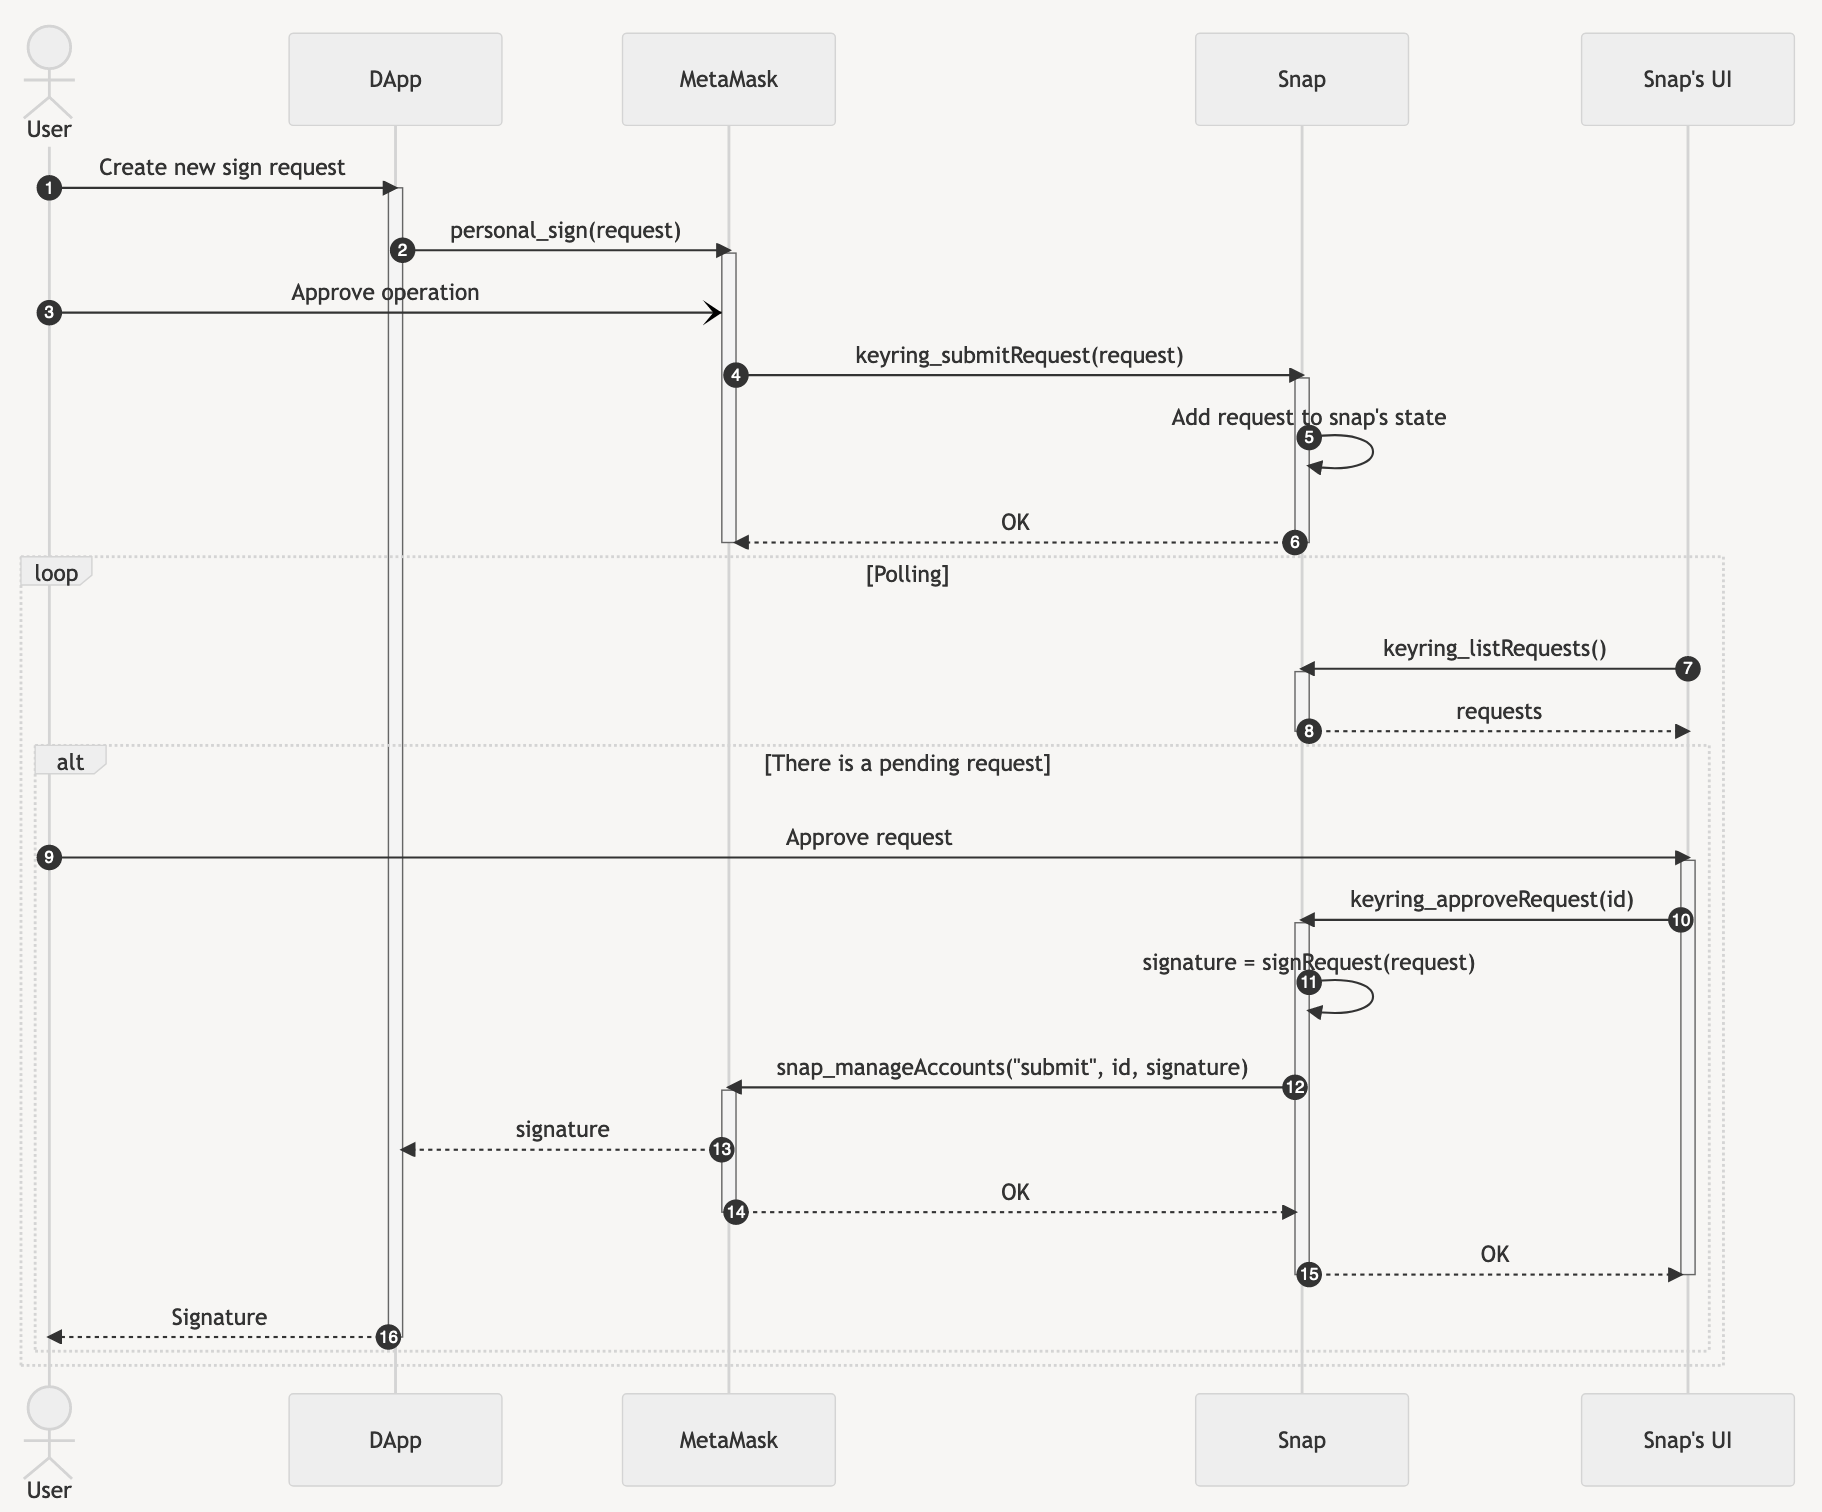 DApp
MetaMask
Snap
Snap's UI
User
Create new sign request
1
personal_sign(request)
2
Approve operation
3
keyring_submitRequest(request)
4
Add request to snap's state
5
OK
6
loop
[Polling]
keyring_listRequests()
7
requests
8
alt
[There is a pending request]
Approve request
9
keyring_approveRequest(id)
10
signature = signRequest(request)
11
snap_manageAccounts("submit", id, signature)
12
signature
13
OK
14
OK
15
Signature
16
DApp
MetaMask
Snap
Snap's UI
User